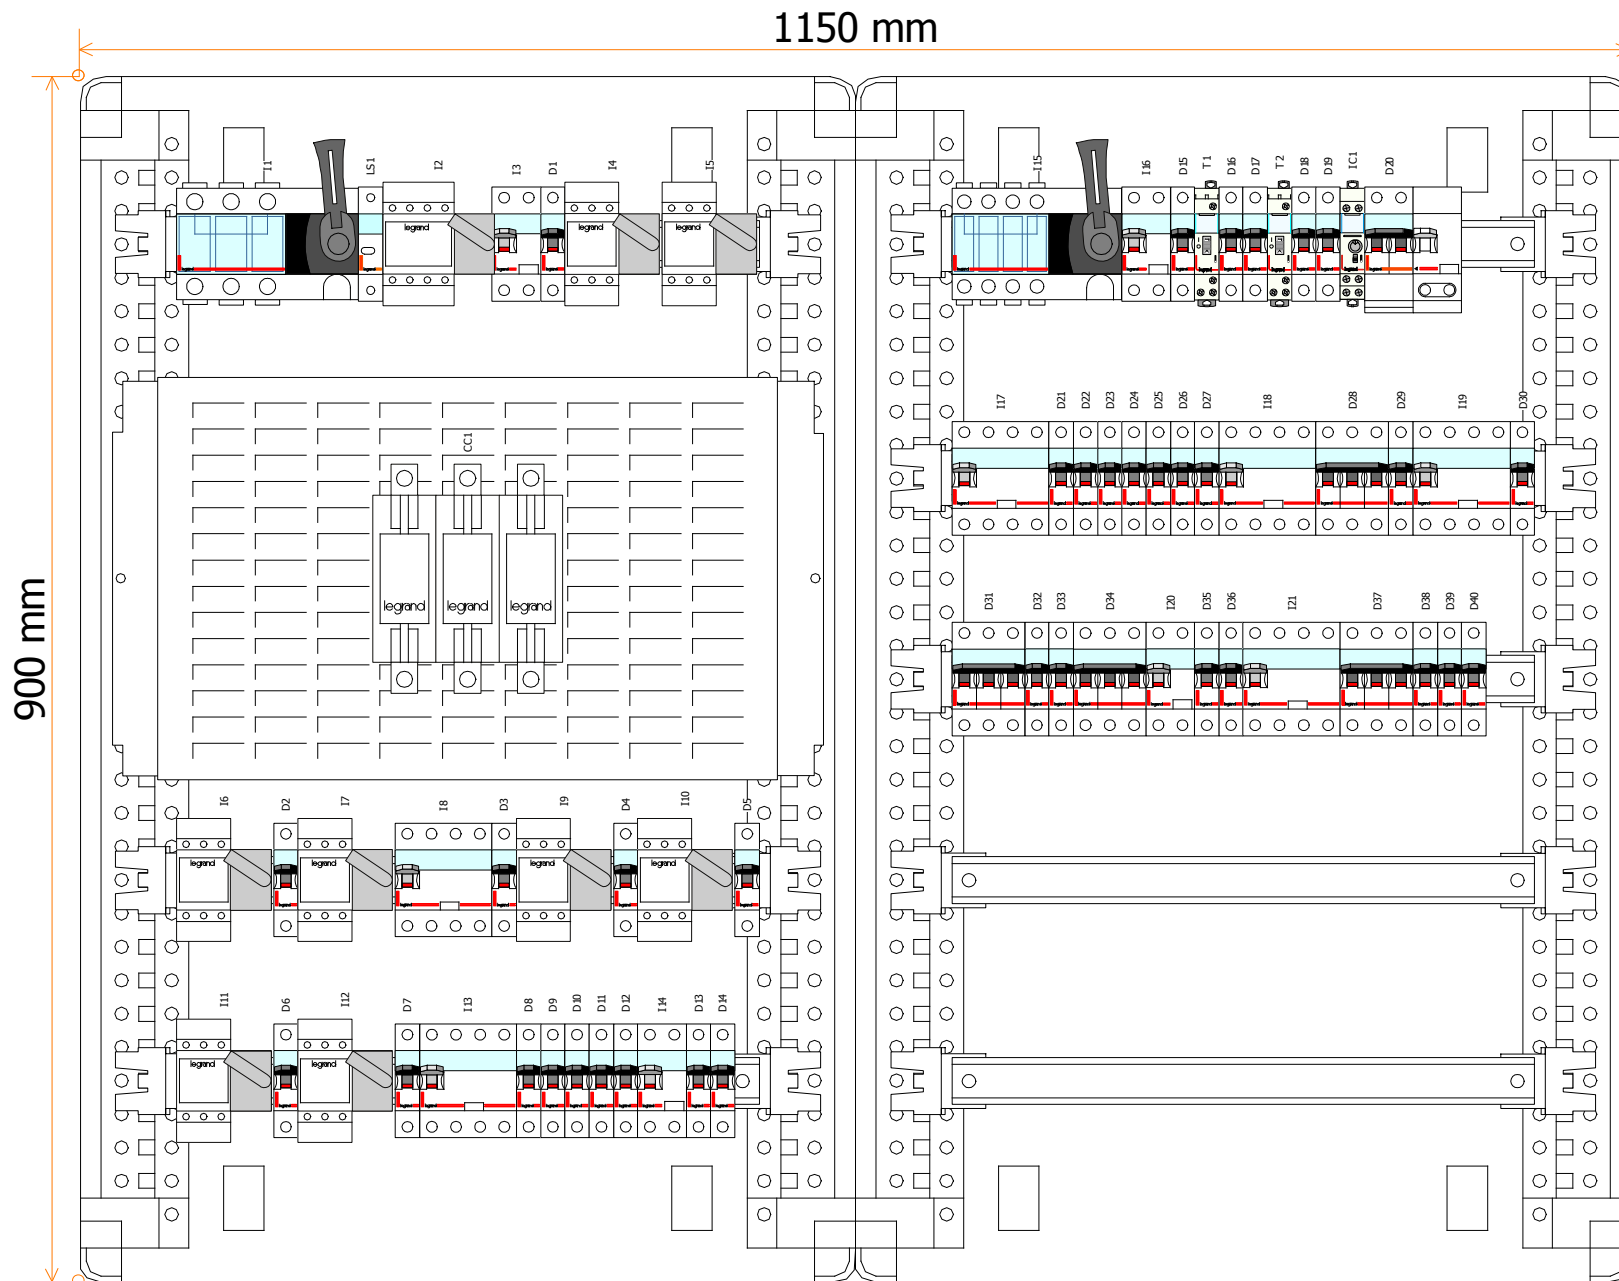 1150 mm
900 mm
I1 LS1 I2 I3 D1 I4 I5
legrand legrand legrand
I15 I16 D15 T1 D16 D17 T2 D18 D19 IC1 D20
CC1
legrand legrand legrand
I17 D21 D22 D23 D24 D25 D26 D27 I18 D28 D29 I19 D30
D31 D32 D33 D34 I20 D35 D36 I21 D37 D38 D39 D40
I6 D2 I7 I8 D3 I9 D4 I10 D5
legrand legrand legrand legrand
I11 D6 I12 D7 I13 D8 D9 D10 D11 D12 I14 D13 D14
legrand legrand